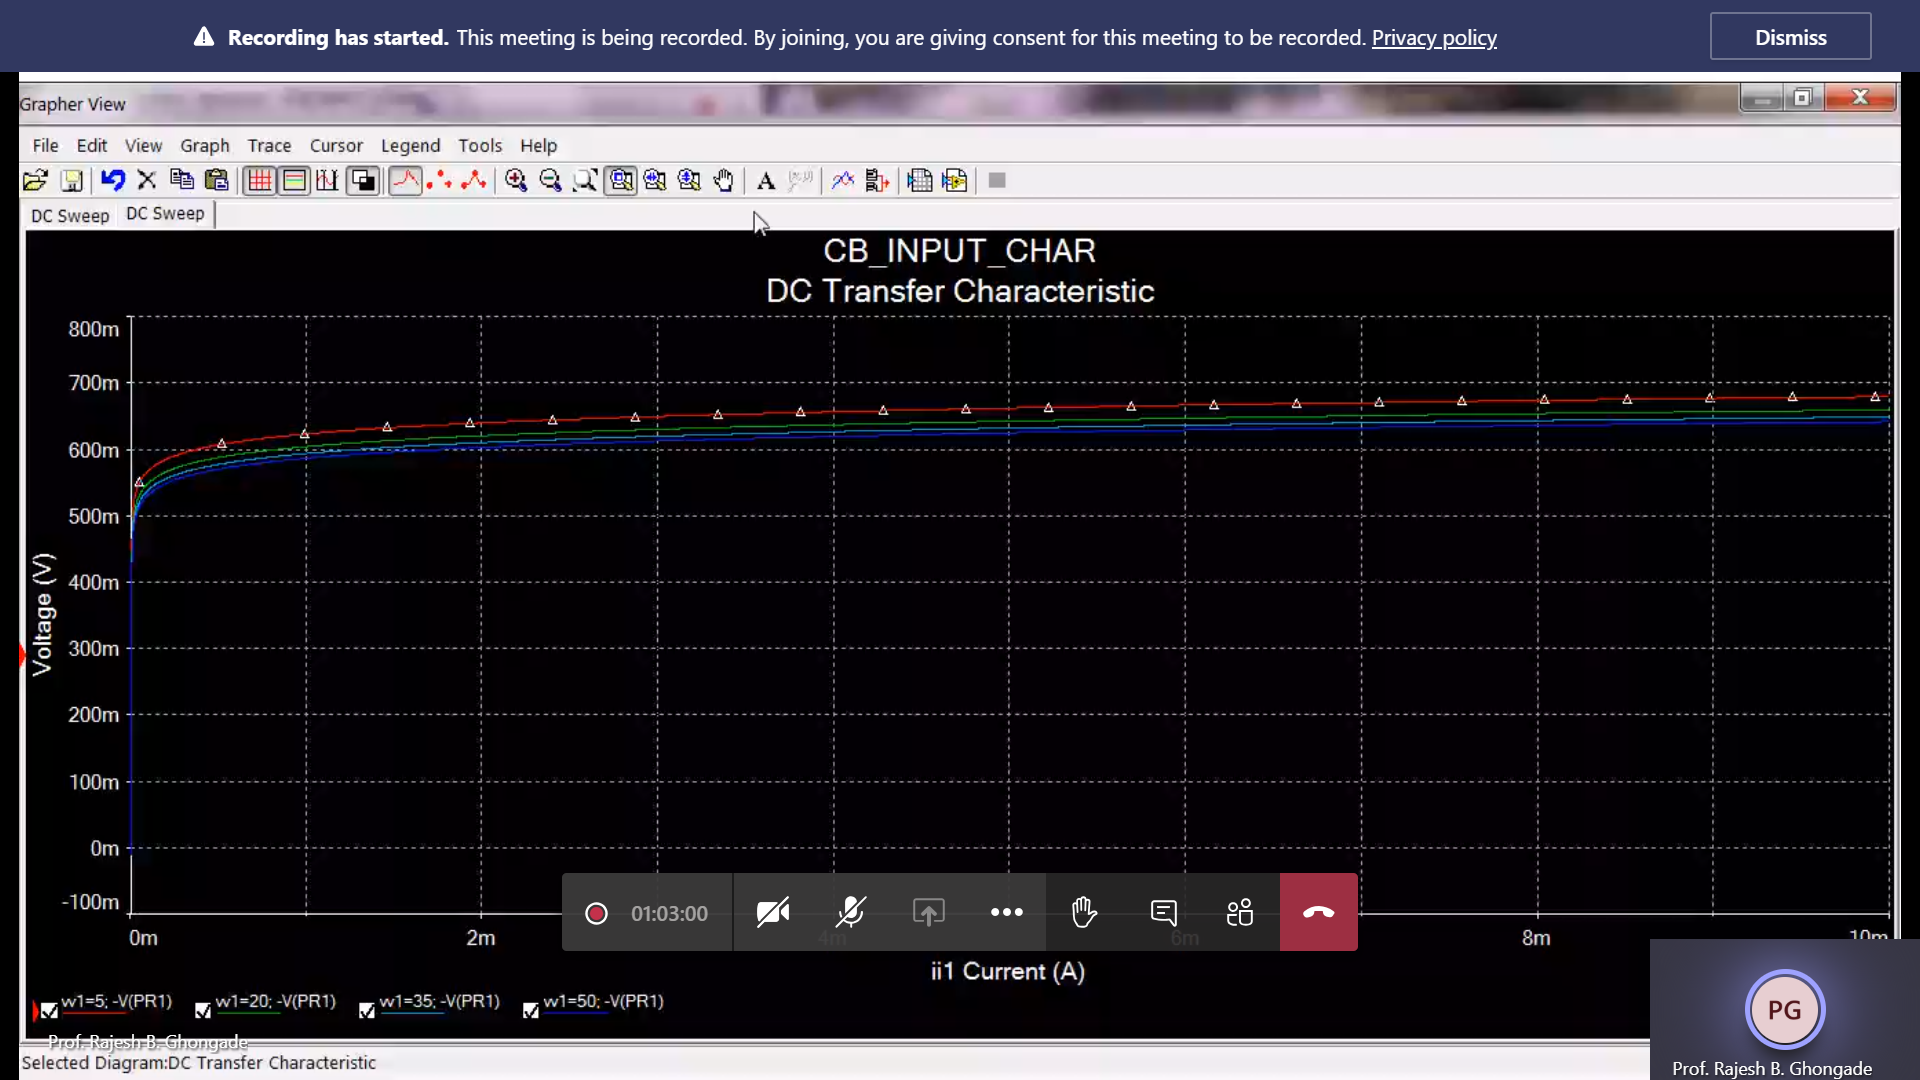 Recording has started. This meeting is being recorded. By joining, you are giving consent for this meeting to be recorded. Privacy policy
Dismiss
Grapher View
File Edit View Graph Trace Cursor Legend Tools Help
DC Sweep DC Sweep
CB_INPUT_CHAR
DC Transfer Characteristic
800m
700m
600m
500m
400m
300m
200m
100m
0m
-100m
Voltage (V)
0m 2m 4m 6m 8m 10m
ii1 Current (A)
01:03:00
w1=5; -V(PR1) w1=20; -V(PR1) w1=35; -V(PR1) w1=50; -V(PR1)
Prof. Rajesh B. Ghongade
Selected Diagram:DC Transfer Characteristic
PG
Prof. Rajesh B. Ghongade